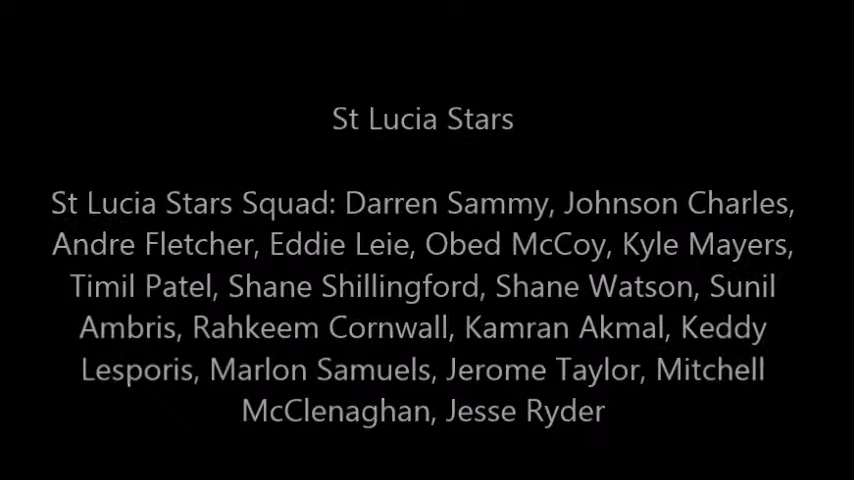 St Lucia Stars
St Lucia Stars Squad: Darren Sammy, Johnson Charles,
Andre Fletcher, Eddie Leie, Obed McCoy, Kyle Mayers,
Timil Patel, Shane Shillingford, Shane Watson, Sunil
Ambris, Rahkeem Cornwall, Kamran Akmal, Keddy
Lesporis, Marlon Samuels, Jerome Taylor, Mitchell
McClenaghan, Jesse Ryder